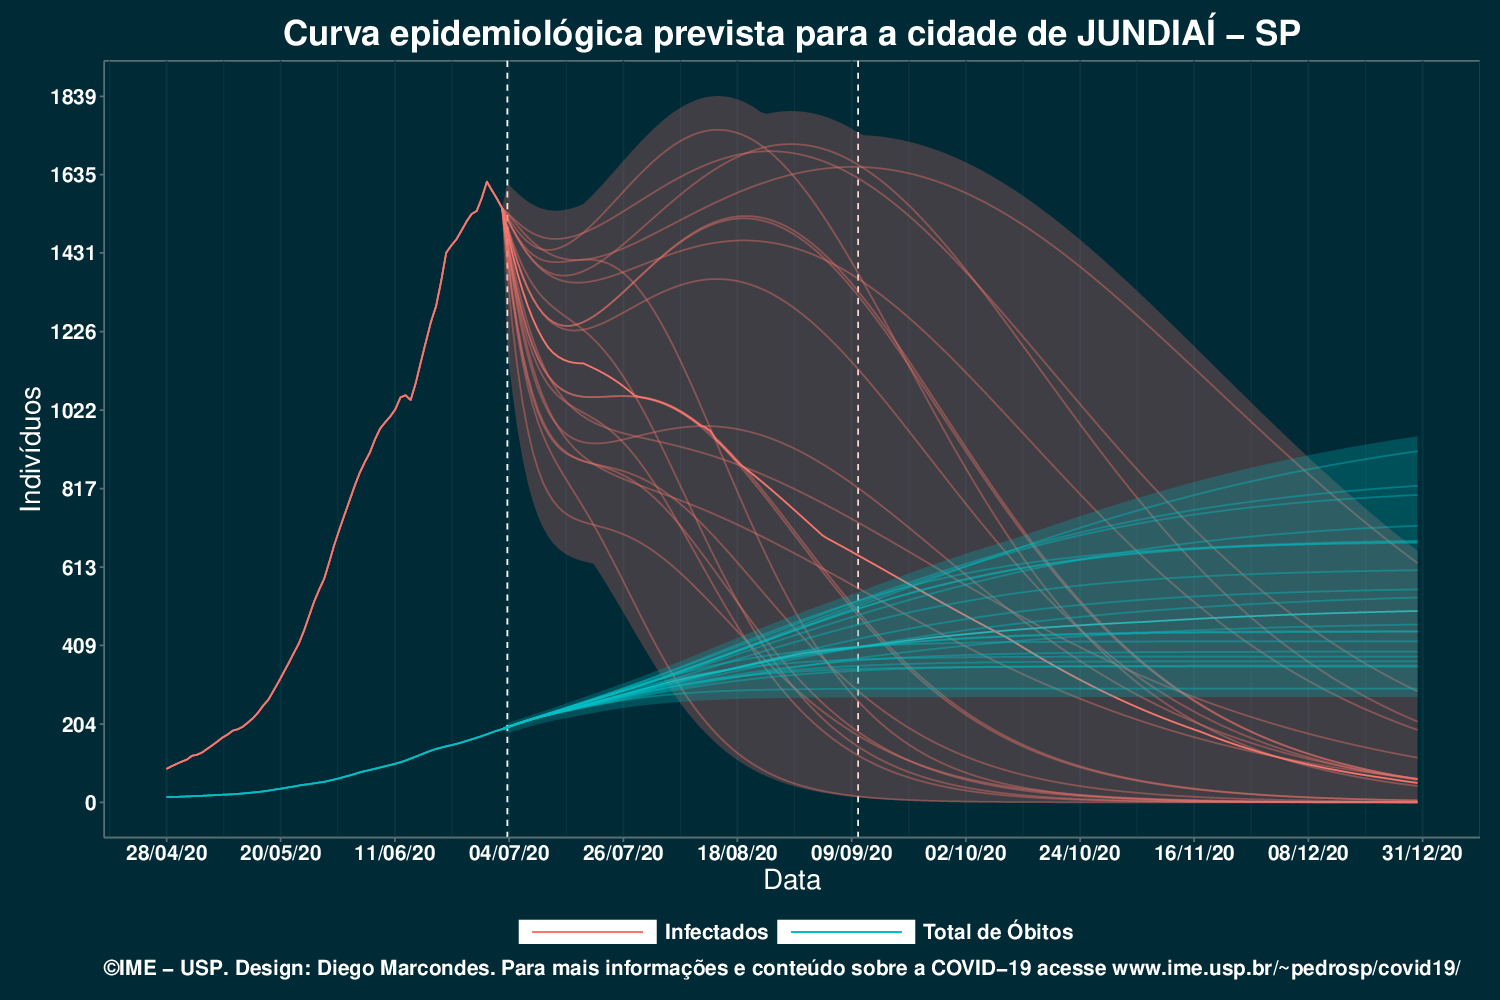 Curva epidemiológica prevista para a cidade de JUNDIAÍ – SP
Indivíduos
1839
1635
1431
1226
1022
817
613
409
204
0
28/04/20 20/05/20 11/06/20 04/07/20 26/07/20 18/08/20 09/09/20 02/10/20 24/10/20 16/11/20 08/12/20 31/12/20
Data
Infectados Total de Óbitos
©IME – USP. Design: Diego Marcondes. Para mais informações e conteúdo sobre a COVID–19 acesse www.ime.usp.br/~pedrosp/covid19/